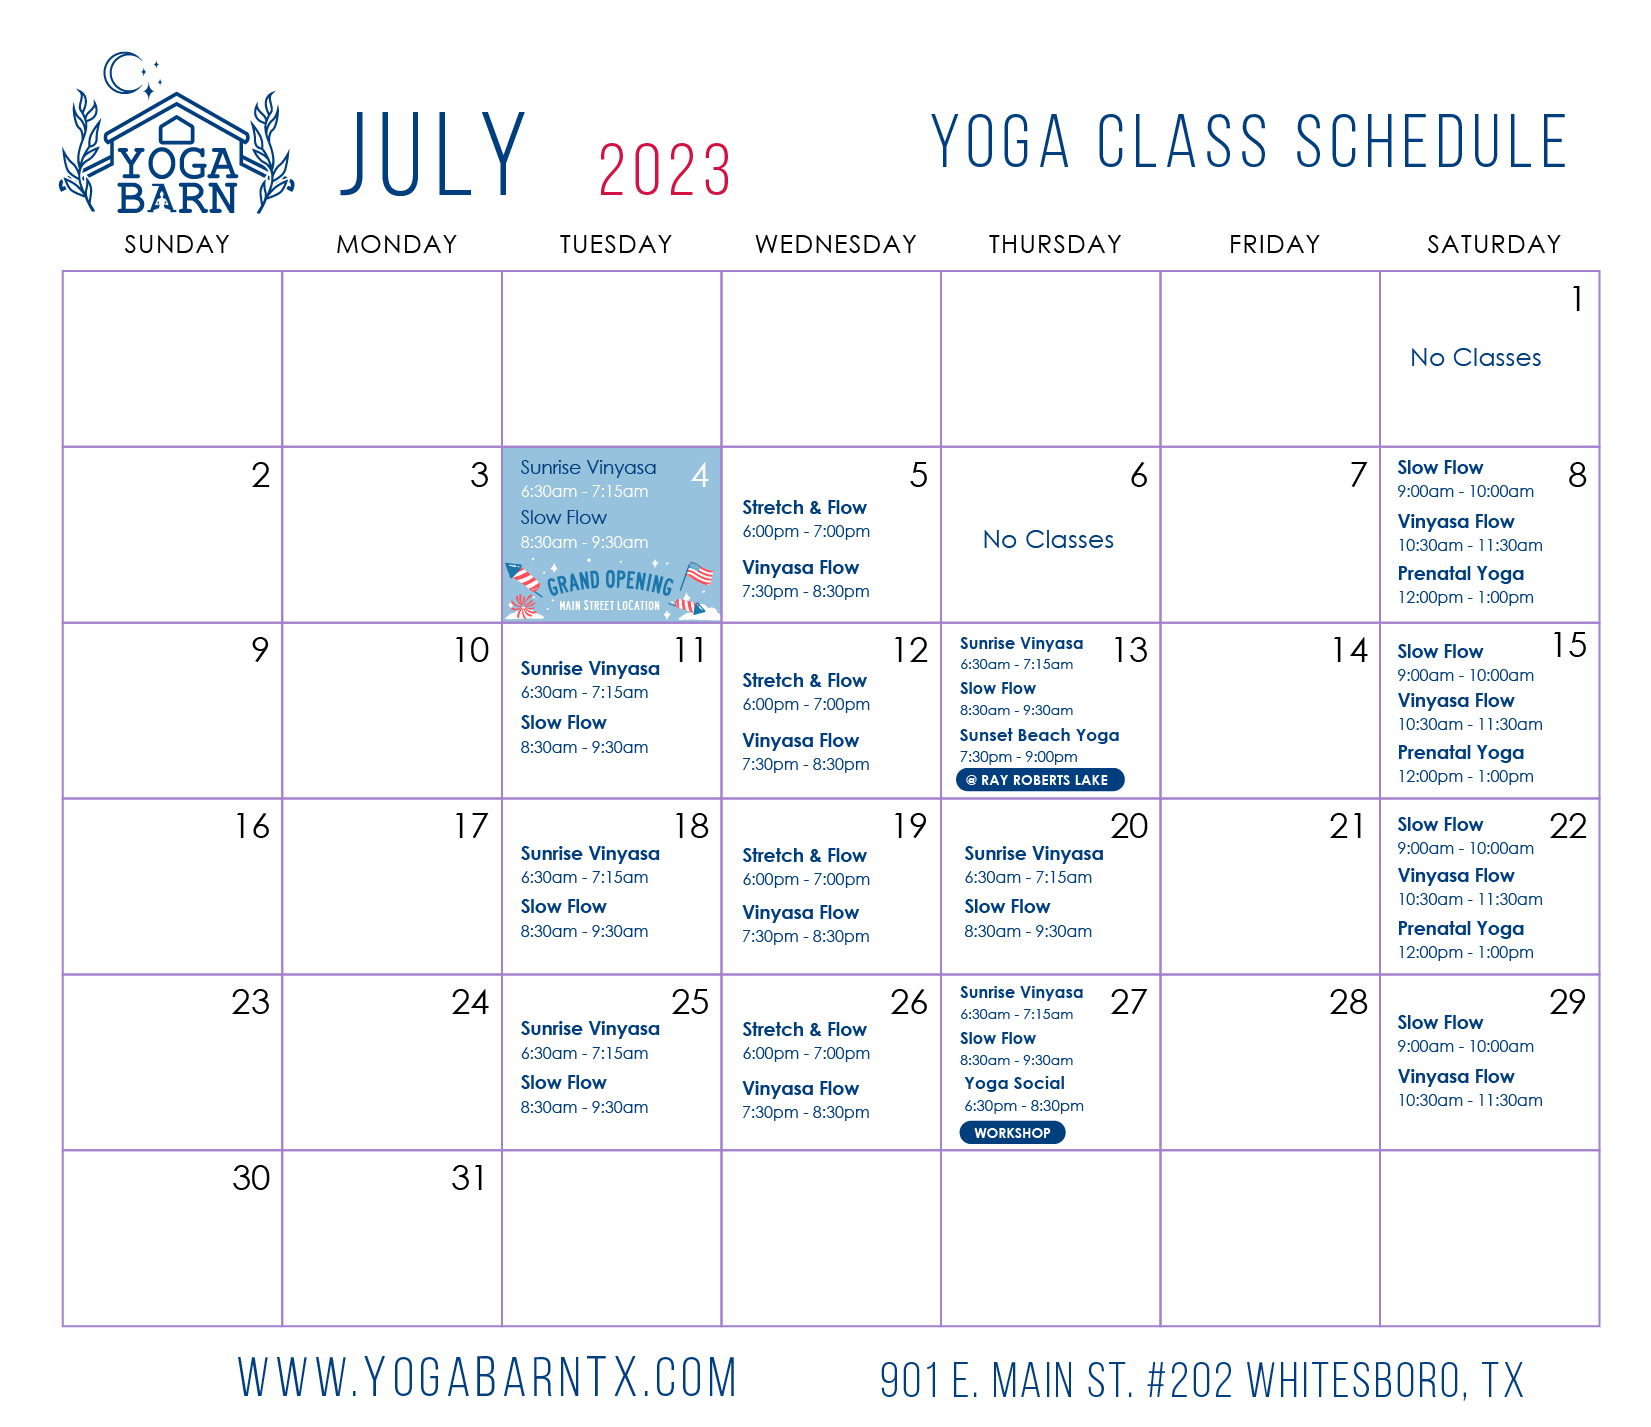 YOGA
BARN
JULY 2023
YOGA CLASS SCHEDULE
SUNDAY MONDAY TUESDAY WEDNESDAY THURSDAY FRIDAY SATURDAY
1
No Classes
2
3
4
Sunrise Vinyasa
6:30am - 7:15am
Slow Flow
8:30am - 9:30am
GRAND OPENING
MAIN STREET LOCATION
5
Stretch & Flow
6:00pm - 7:00pm
Vinyasa Flow
7:30pm - 8:30pm
6
No Classes
7
8
Slow Flow
9:00am - 10:00am
Vinyasa Flow
10:30am - 11:30am
Prenatal Yoga
12:00pm - 1:00pm
9
10
11
Sunrise Vinyasa
6:30am - 7:15am
Slow Flow
8:30am - 9:30am
12
Stretch & Flow
6:00pm - 7:00pm
Vinyasa Flow
7:30pm - 8:30pm
13
Sunrise Vinyasa
6:30am - 7:15am
Slow Flow
8:30am - 9:30am
Sunset Beach Yoga
7:30pm - 9:00pm
@ RAY ROBERTS LAKE
14
15
Slow Flow
9:00am - 10:00am
Vinyasa Flow
10:30am - 11:30am
Prenatal Yoga
12:00pm - 1:00pm
16
17
18
Sunrise Vinyasa
6:30am - 7:15am
Slow Flow
8:30am - 9:30am
19
Stretch & Flow
6:00pm - 7:00pm
Vinyasa Flow
7:30pm - 8:30pm
20
Sunrise Vinyasa
6:30am - 7:15am
Slow Flow
8:30am - 9:30am
21
22
Slow Flow
9:00am - 10:00am
Vinyasa Flow
10:30am - 11:30am
Prenatal Yoga
12:00pm - 1:00pm
23
24
25
Sunrise Vinyasa
6:30am - 7:15am
Slow Flow
8:30am - 9:30am
26
Stretch & Flow
6:00pm - 7:00pm
Vinyasa Flow
7:30pm - 8:30pm
27
Sunrise Vinyasa
6:30am - 7:15am
Slow Flow
8:30am - 9:30am
Yoga Social
6:30pm - 8:30pm
WORKSHOP
28
29
Slow Flow
9:00am - 10:00am
Vinyasa Flow
10:30am - 11:30am
30
31
WWW.YOGABARNTX.COM
901 E. MAIN ST. #202 WHITESBORO, TX